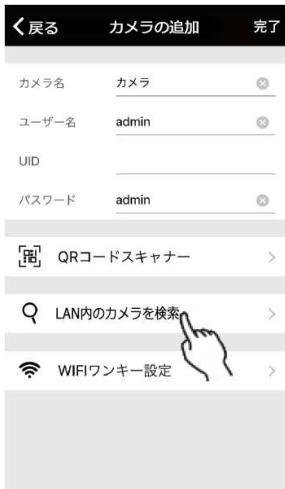 戻る カメラの追加 完了
カメラ名 カメラ
ユーザー名 admin
UID
パスワード admin
QRコードスキャナー
LAN内のカメラを検索
WIFIワンキー設定